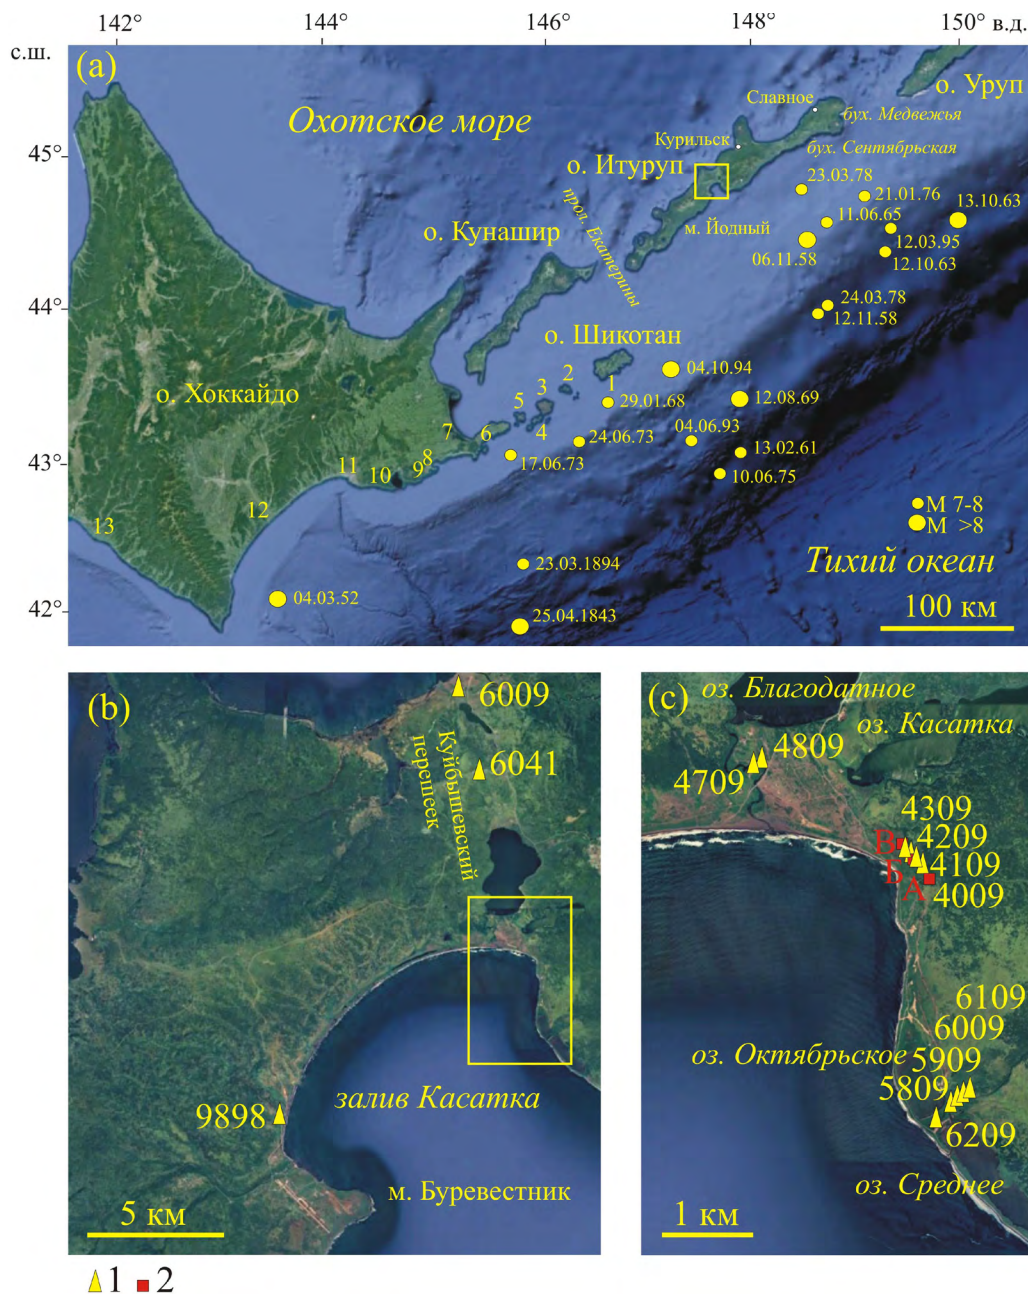 142°
144°
146°
148°
150° в.д.
с.ш.
(a)
о. Уруп
Славное
бух. Медвежья
Охотское море
Курильск
бух. Сентябрьская
45°
о. Итуруп
23.03.78
21.01.76
13.10.63
прол. Екатерины
11.06.65
м. Йодный
о. Кунашир
12.03.95
06.11.58
12.10.63
44°
24.03.78
12.11.58
о. Шикотан
04.10.94
о. Хоккайдо
2
1
3
29.01.68
12.08.69
5
04.06.93
7
6
4
24.06.73
13.02.61
43°
11
8
9
10
17.06.73
10.06.75
12
13
М 7-8
М >8
23.03.1894
Тихий океан
42°
04.03.52
25.04.1843
100 км
(b)
6009
Куйбышевский
перешеек
6041
9898
залив Касатка
м. Буревестник
5 км
(c)
оз. Благодатное
оз. Касатка
4809
4709
4309
В
4209
Б
4109
А
4009
6109
6009
оз. Октябрьское
5909
5809
6209
оз. Среднее
1 км
1
2